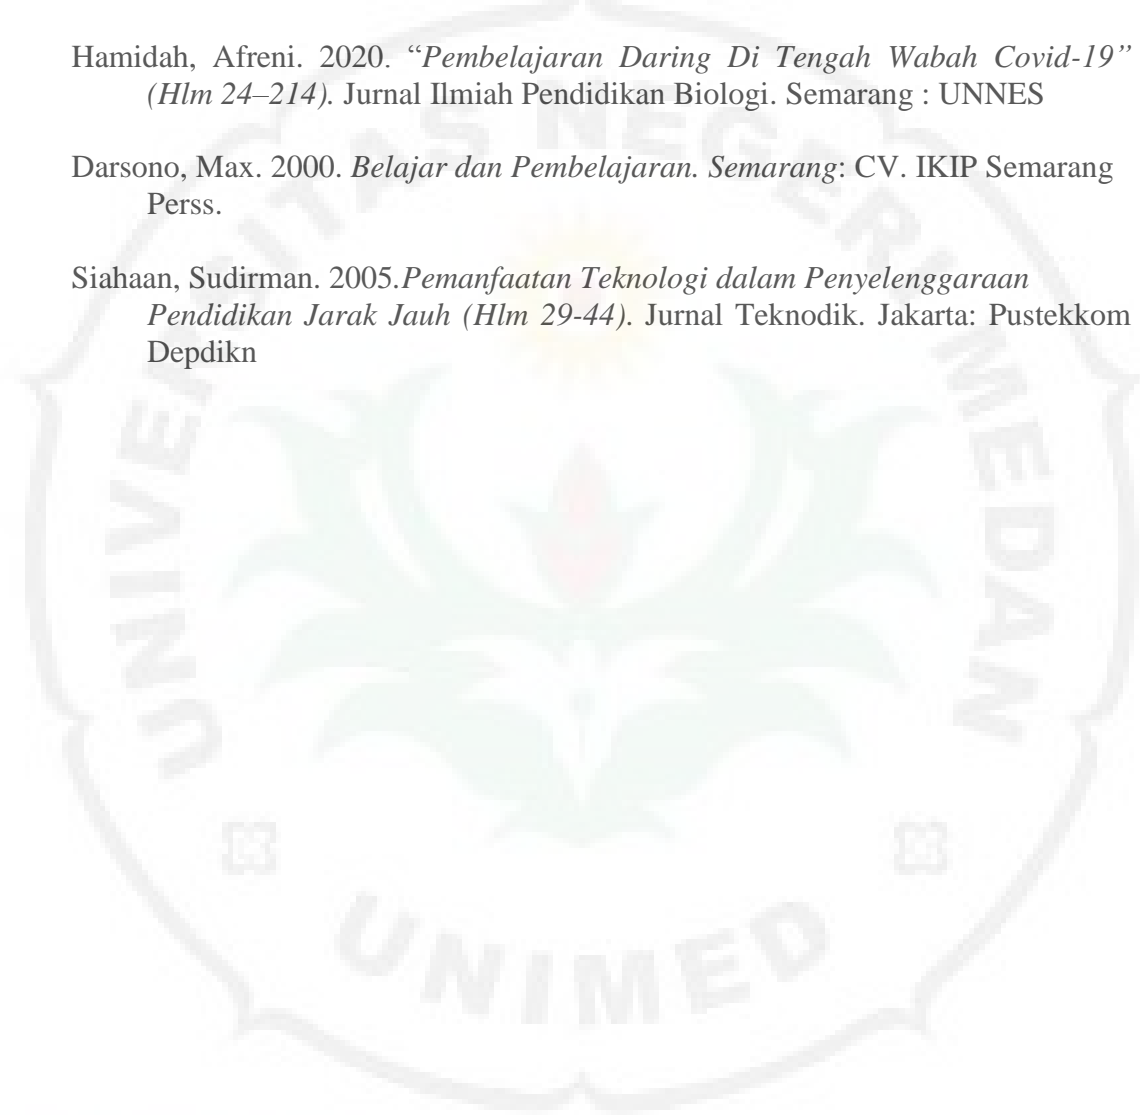 Hamidah, Afreni. 2020. “Pembelajaran Daring Di Tengah Wabah Covid-19”
(Hlm 24–214). Jurnal Ilmiah Pendidikan Biologi. Semarang : UNNES
Darsono, Max. 2000. Belajar dan Pembelajaran. Semarang: CV. IKIP Semarang
Perss.
Siahaan, Sudirman. 2005.Pemanfaatan Teknologi dalam Penyelenggaraan
Pendidikan Jarak Jauh (Hlm 29-44). Jurnal Teknodik. Jakarta: Pustekkom
Depdikn
UNIVERSITAS NEGERI MEDAN
UNIMED